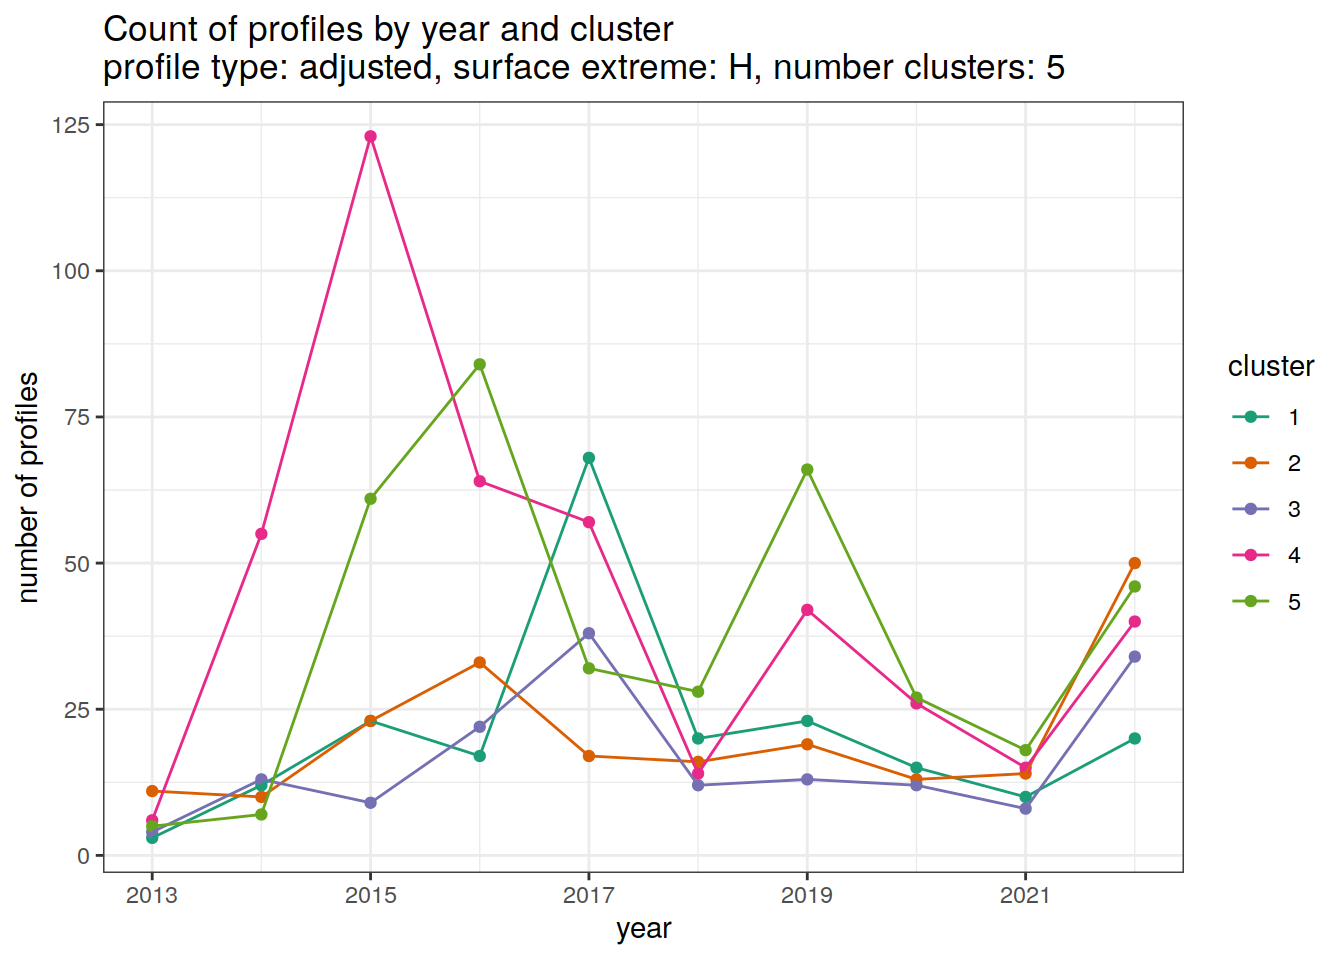 Count of profiles by year and cluster
profile type: adjusted, surface extreme: H, number clusters: 5
125
100
75
50
25
0
number of profiles
2013 2015 2017 2019 2021
year
cluster
1
2
3
4
5